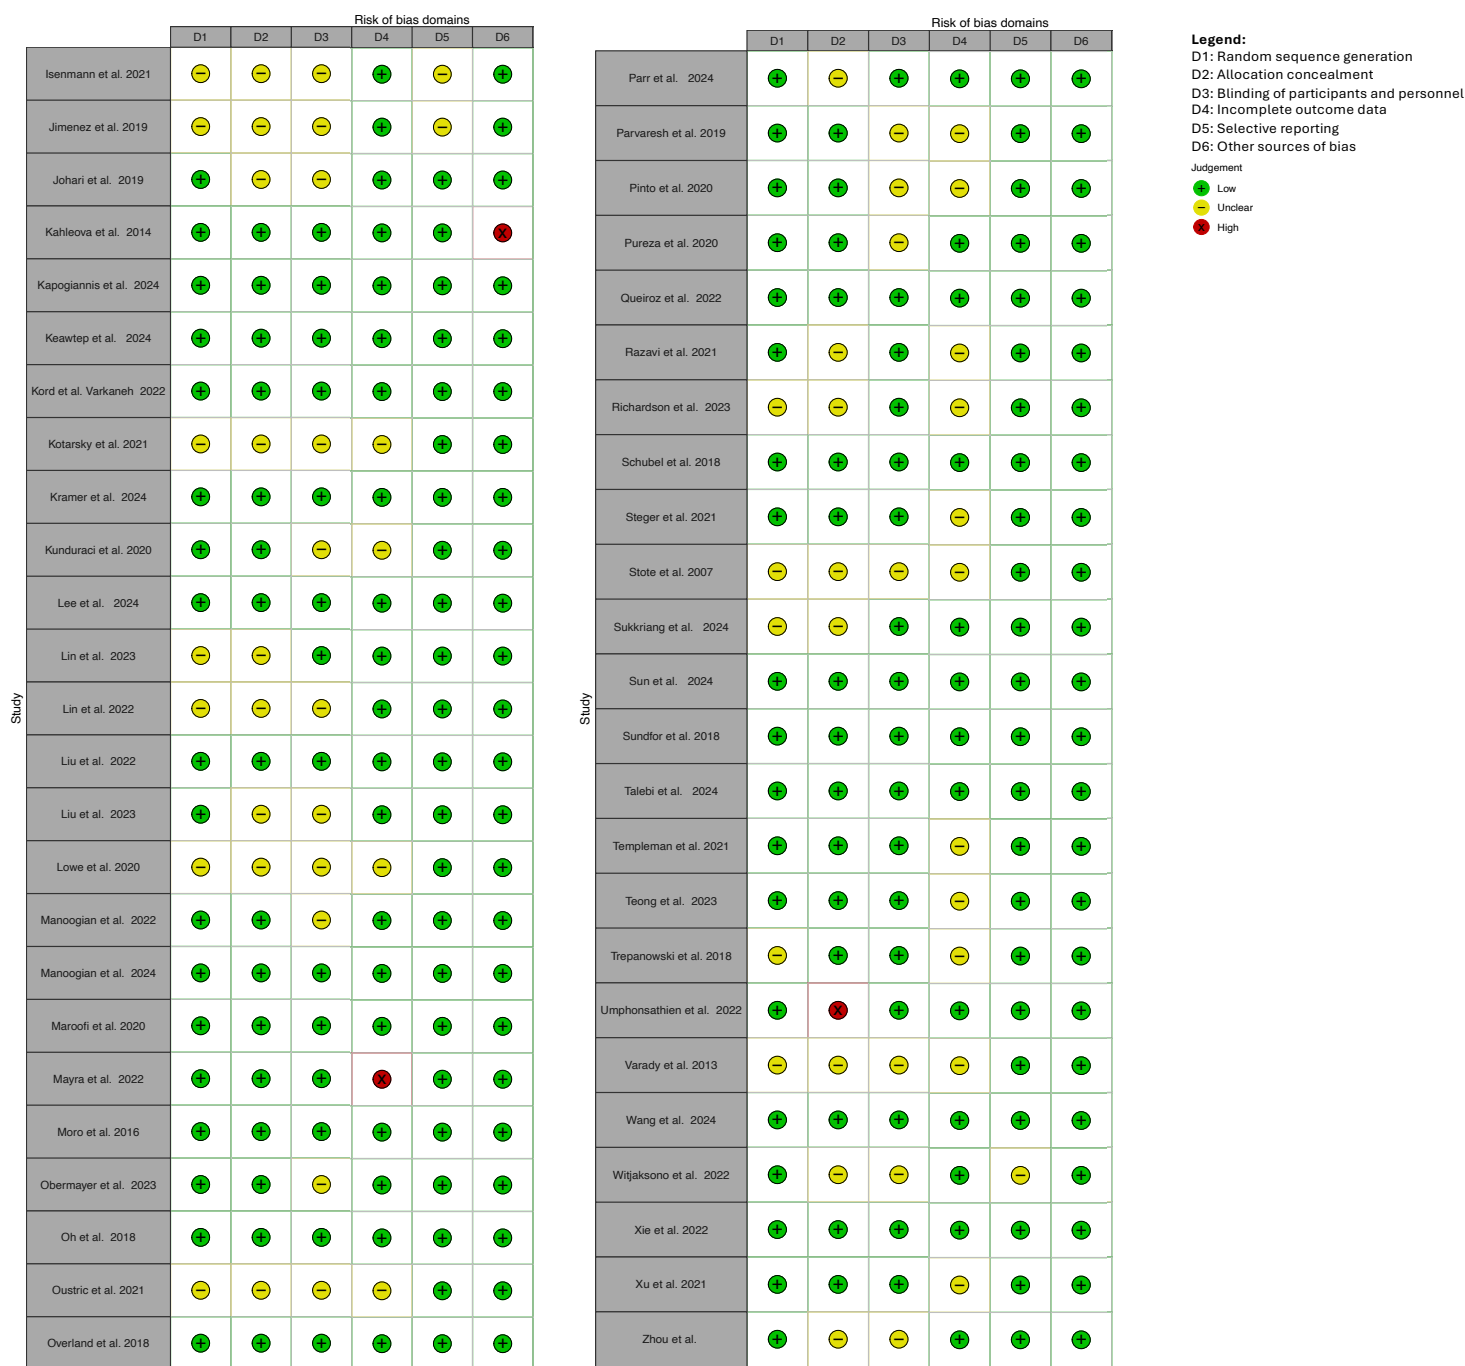 Risk of bias domains
D1 D2 D3 D4 D5 D6
Study
Isenmann et al. 2021 − − − + − +
Jimenez et al. 2019 − − − + − +
Johari et al. 2019 + − − + + +
Kahleova et al. 2014 + + + + + X
Kapogiannis et al. 2024 + + + + + +
Keawtep et al. 2024 + + + + + +
Kord et al. Varkaneh 2022 + + + + + +
Kotarsky et al. 2021 − − − − + +
Kramer et al. 2024 + + + + + +
Kunduraci et al. 2020 + + − − + +
Lee et al. 2024 + + + + + +
Lin et al. 2023 − − + + + +
Lin et al. 2022 − − − + + +
Liu et al. 2022 + + + + + +
Liu et al. 2023 + − − + + +
Lowe et al. 2020 − − − − + +
Manoogian et al. 2022 + + − + + +
Manoogian et al. 2024 + + + + + +
Maroofi et al. 2020 + + + + + +
Mayra et al. 2022 + + + X + +
Moro et al. 2016 + + + + + +
Obermayer et al. 2023 + + − + + +
Oh et al. 2018 + + + + + +
Oustric et al. 2021 − − − − + +
Overland et al. 2018 + + + + + +
Risk of bias domains
D1 D2 D3 D4 D5 D6
Study
Parr et al. 2024 + − + + + +
Parvaresh et al. 2019 + + − − + +
Pinto et al. 2020 + + − − + +
Pureza et al. 2020 + + − + + +
Queiroz et al. 2022 + + + + + +
Razavi et al. 2021 + − + − + +
Richardson et al. 2023 − − + − + +
Schubel et al. 2018 + + + + + +
Steger et al. 2021 + + + − + +
Stote et al. 2007 − − − − + +
Sukkriang et al. 2024 − − + + + +
Sun et al. 2024 + + + + + +
Sundfor et al. 2018 + + + + + +
Talebi et al. 2024 + + + + + +
Templeman et al. 2021 + + + − + +
Teong et al. 2023 + + + − + +
Trepanowski et al. 2018 − + + − + +
Umphonsathien et al. 2022 + X + + + +
Varady et al. 2013 − − − − + +
Wang et al. 2024 + + + + + +
Witjaksono et al. 2022 + − − + − +
Xie et al. 2022 + + + + + +
Xu et al. 2021 + + + − + +
Zhou et al. + − − + + +
Legend:
D1: Random sequence generation
D2: Allocation concealment
D3: Blinding of participants and personnel
D4: Incomplete outcome data
D5: Selective reporting
D6: Other sources of bias
Judgement
+ Low
− Unclear
X High